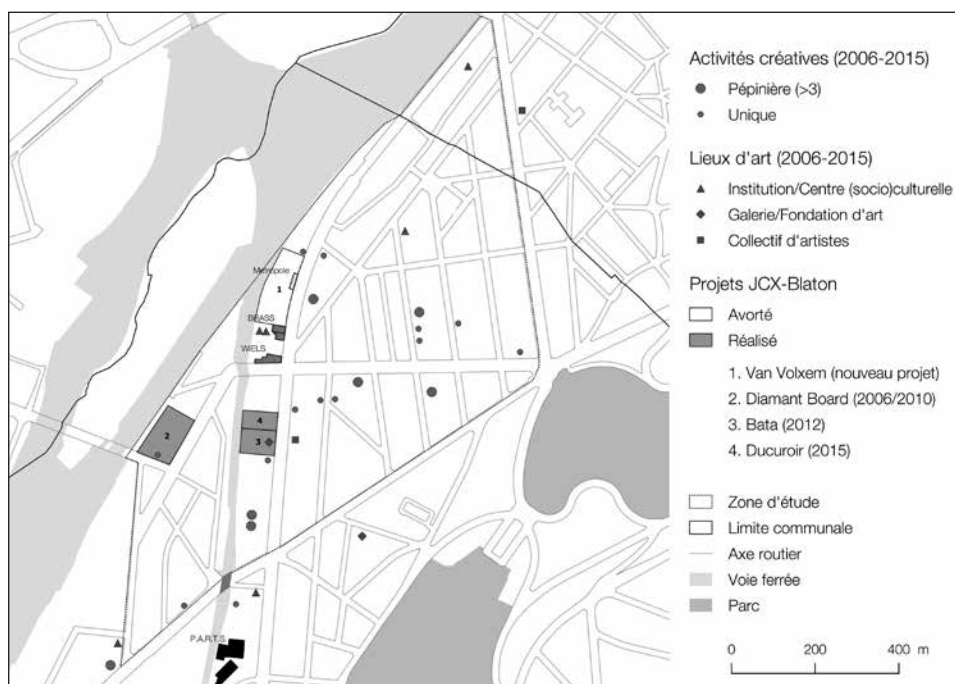 Activités créatives (2006-2015)
Pépinière (>3)
Unique
Lieux d'art (2006-2015)
Institution/Centre (socio)culturelle
Galerie/Fondation d'art
Collectif d'artistes
Projets JCX-Blaton
Avorté
Réalisé
1. Van Volxem (nouveau projet)
2. Diamant Board (2006/2010)
3. Bata (2012)
4. Ducuroir (2015)
Zone d'étude
Limite communale
Axe routier
Voie ferrée
Parc
0 200 400 m
Métropole
1
BRASS
WIELS
4
3
2
P.A.R.T.S.